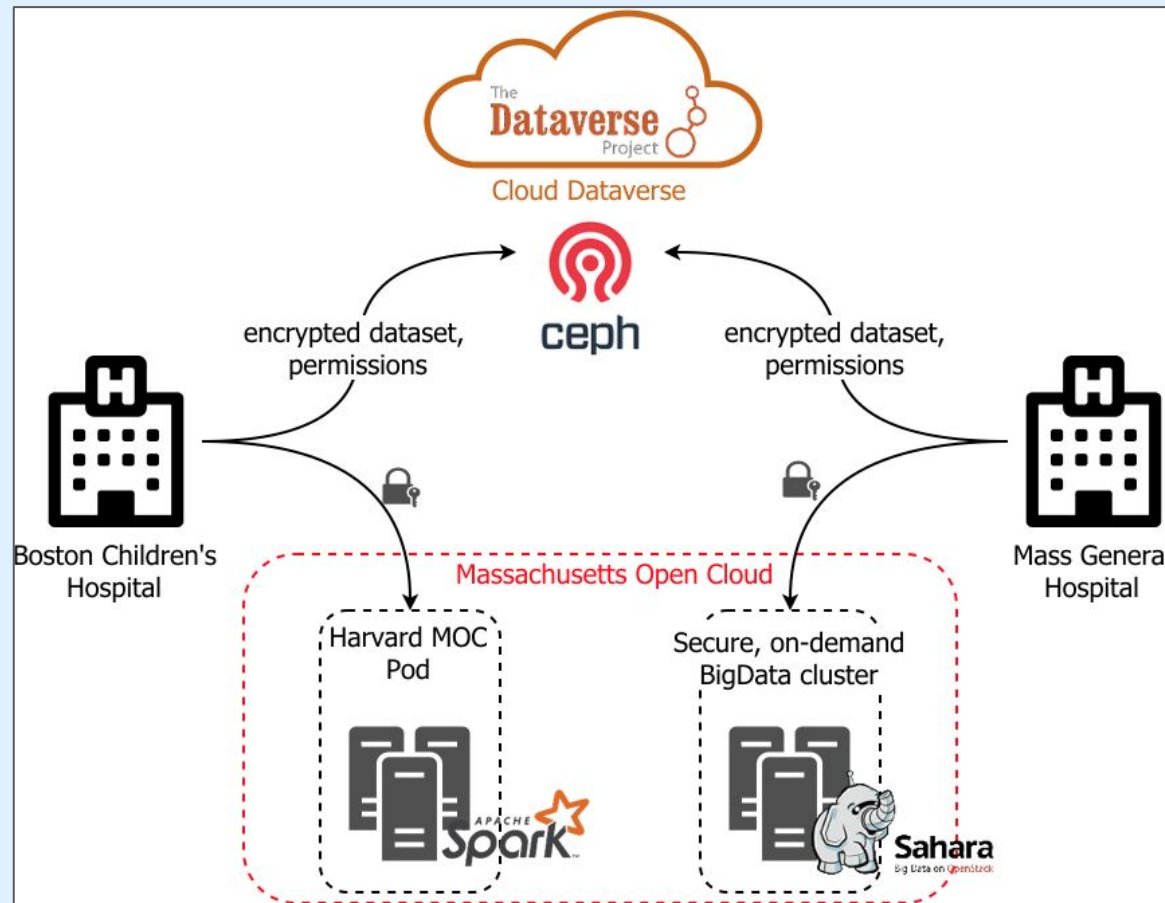 The
Dataverse
Project
Cloud Dataverse
ceph
encrypted dataset,
permissions
encrypted dataset,
permissions
H
H
Boston Children's
Hospital
Mass Genera
Hospital
Massachusetts Open Cloud
Harvard MOC
Pod
Secure, on-demand
BigData cluster
APACHE
Spark
TM
Sahara
Big Data on OpenStack